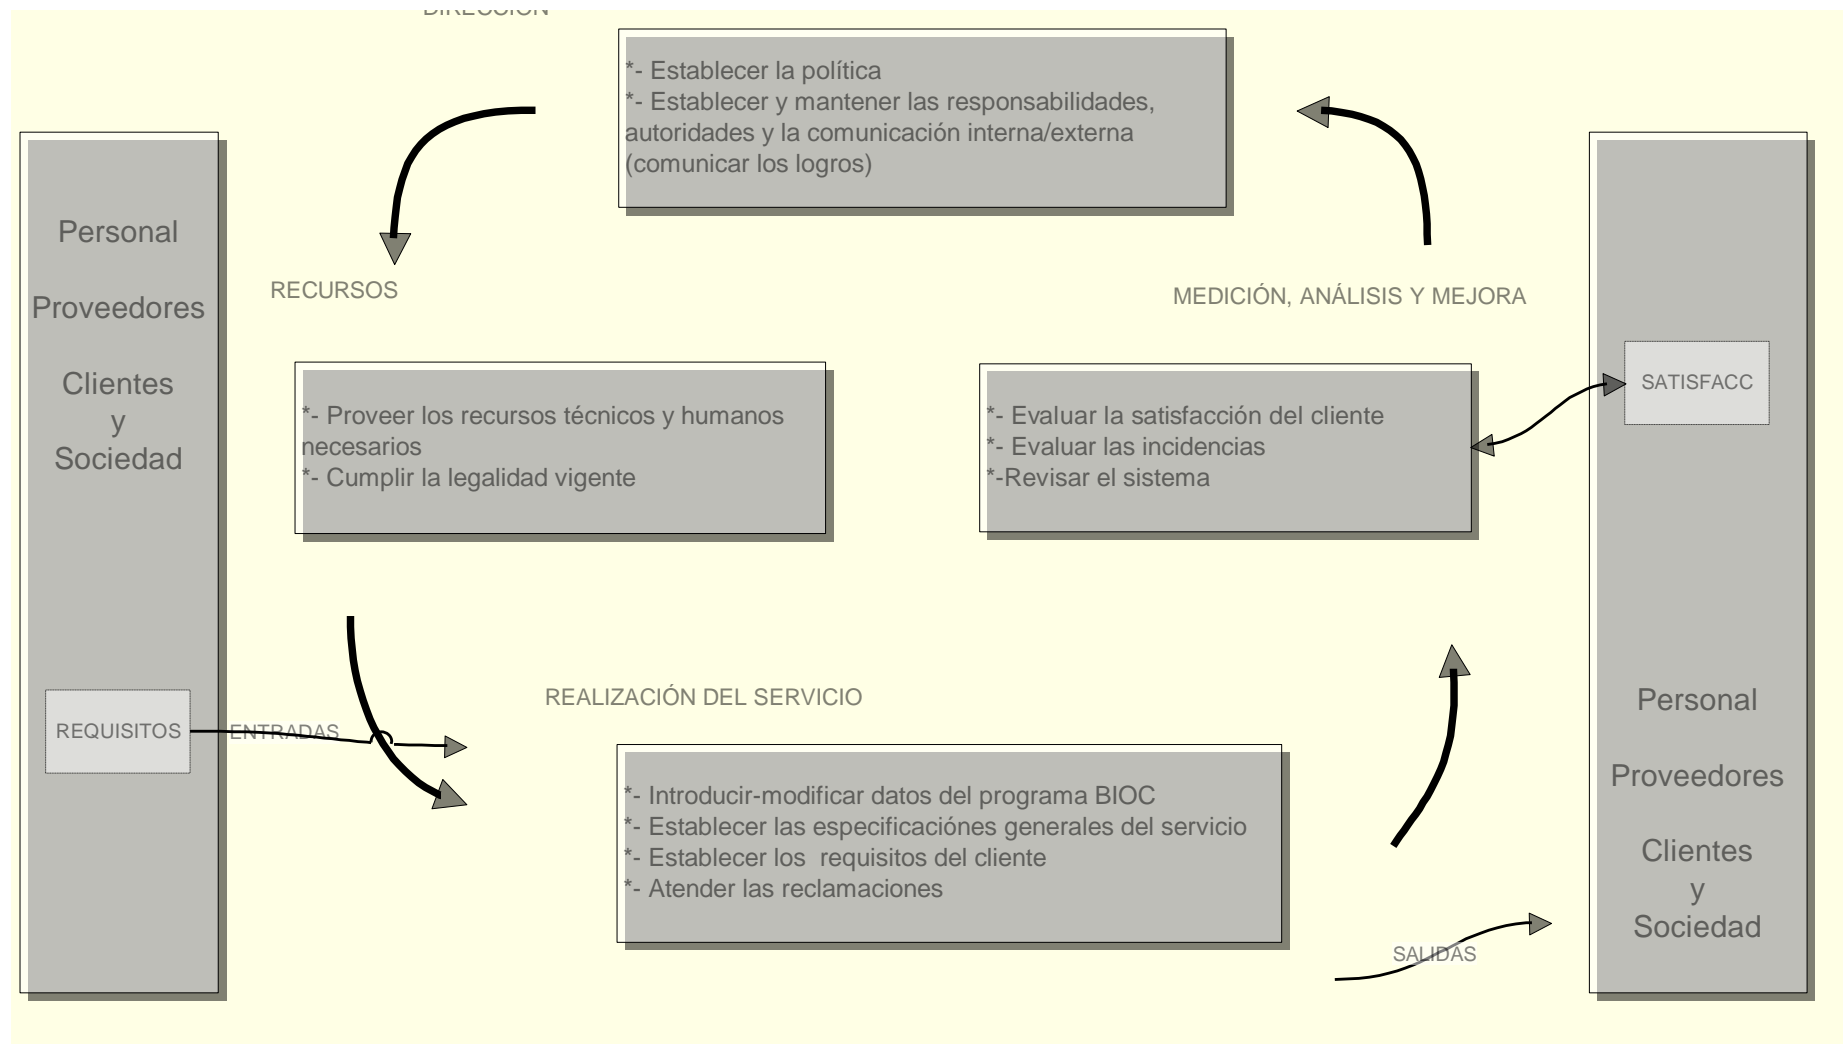 DIRECCIÓN
*- Establecer la política
*- Establecer y mantener las responsabilidades,
autoridades y la comunicación interna/externa
(comunicar los logros)
Personal
Proveedores
Clientes
y
Sociedad
REQUISITOS
ENTRADAS
RECURSOS
*- Proveer los recursos técnicos y humanos
necesarios
*- Cumplir la legalidad vigente
MEDICIÓN, ANÁLISIS Y MEJORA
*- Evaluar la satisfacción del cliente
*- Evaluar las incidencias
*-Revisar el sistema
SATISFACC
REALIZACIÓN DEL SERVICIO
*- Introducir-modificar datos del programa BIOC
*- Establecer las especificaciónes generales del servicio
*- Establecer los  requisitos del cliente
*- Atender las reclamaciones
SALIDAS
Personal
Proveedores
Clientes
y
Sociedad